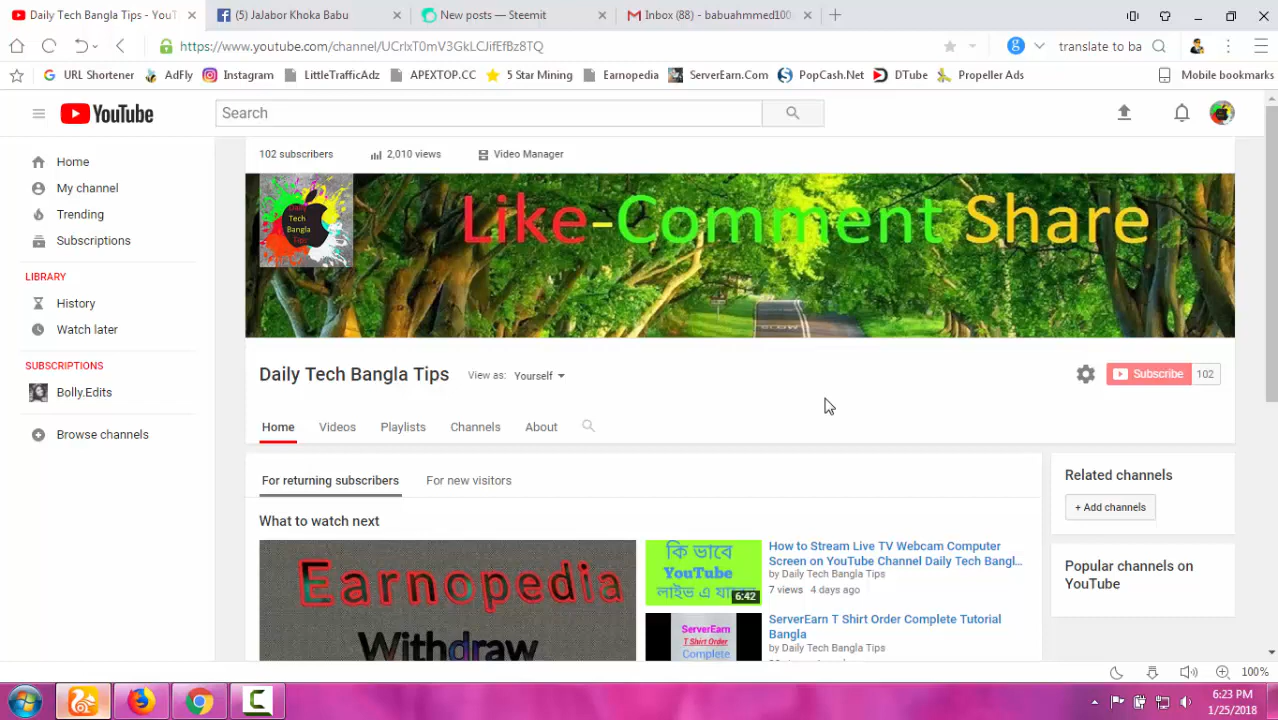 Daily Tech Bangla Tips - You
(5) JaJabor Khoka Babu
New posts — Steemit
Inbox (88) - babuahmmed100
https://www.youtube.com/channel/UCrlxT0mV3GkLCJifEfBz8TQ
translate to ba
URL Shortener
AdFly
Instagram
LittleTrafficAdz
APEXTOP.CC
5 Star Mining
Earnopedia
ServerEarn.Com
PopCash.Net
DTube
Propeller Ads
Mobile bookmarks
YouTube
Search
Home
My channel
Trending
Subscriptions
LIBRARY
History
Watch later
SUBSCRIPTIONS
Bolly.Edits
Browse channels
102 subscribers
2,010 views
Video Manager
Daily
Tech
Bangla
Tips
Like-Comment Share
Daily Tech Bangla Tips
View as:
Yourself
Subscribe
102
Home
Videos
Playlists
Channels
About
For returning subscribers
For new visitors
What to watch next
Earnopedia
Withdraw
কি ভাবে
YouTube
6:42
How to Stream Live TV Webcam Computer
Screen on YouTube Channel Daily Tech Bangl...
by Daily Tech Bangla Tips
7 views
4 days ago
ServerEarn
T Shirt Order
Complete
ServerEarn T Shirt Order Complete Tutorial
Bangla
by Daily Tech Bangla Tips
Related channels
+ Add channels
Popular channels on
YouTube
100%
6:23 PM
1/25/2018